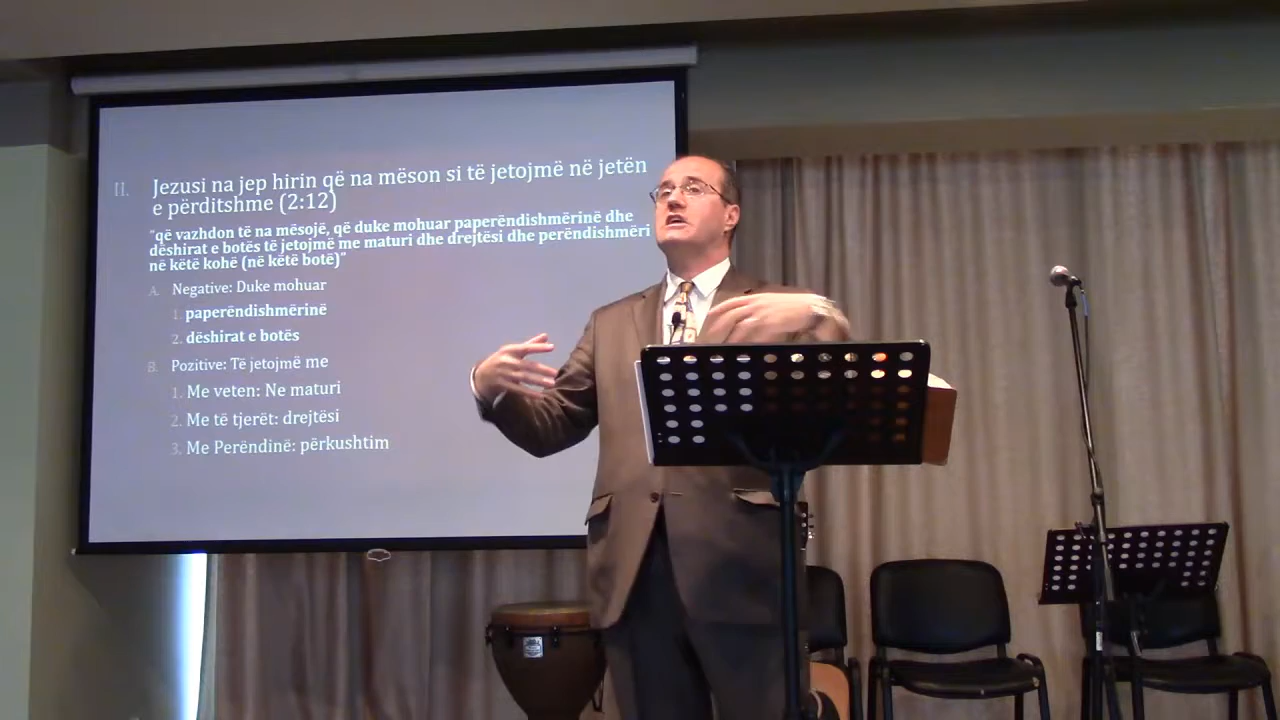 II. Jezusi na jep hirin që na mëson si të jetojmë në jetën
e përditshme (2:12)
"që vazhdon të na mësojë, që duke mohuar paperëndishmërinë dhe
dëshirat e botës të jetojmë me maturi dhe drejtësi dhe perëndishmëri
në këtë kohë (në këtë botë)"
A. Negative: Duke mohuar
1. paperëndishmërinë
2. dëshirat e botës
B. Pozitive: Të jetojmë me
1. Me veten: Ne maturi
2. Me të tjerët: drejtësi
3. Me Perëndinë: përkushtim